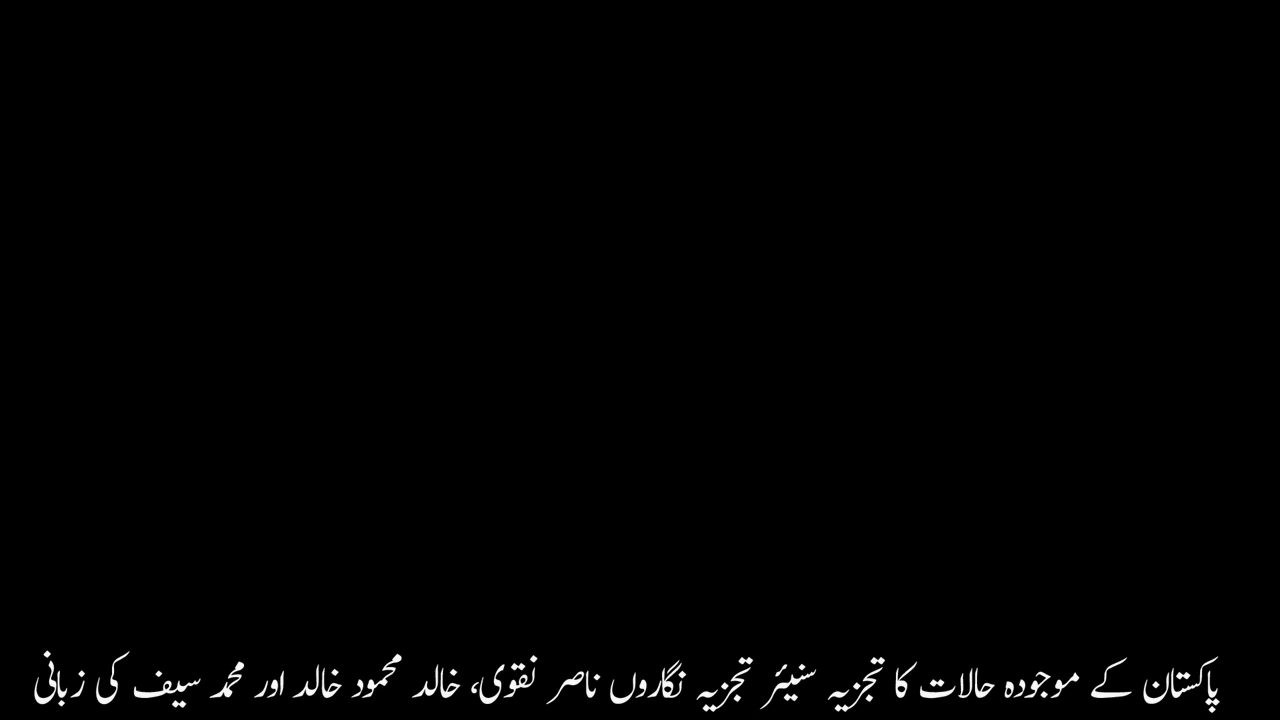 پاکستان کے موجودہ حالات کا تجزیہ سنیئر تجزیہ نگاروں ناصر نقوی، خالد محمود خالد اور محمد سیف کی زبانی